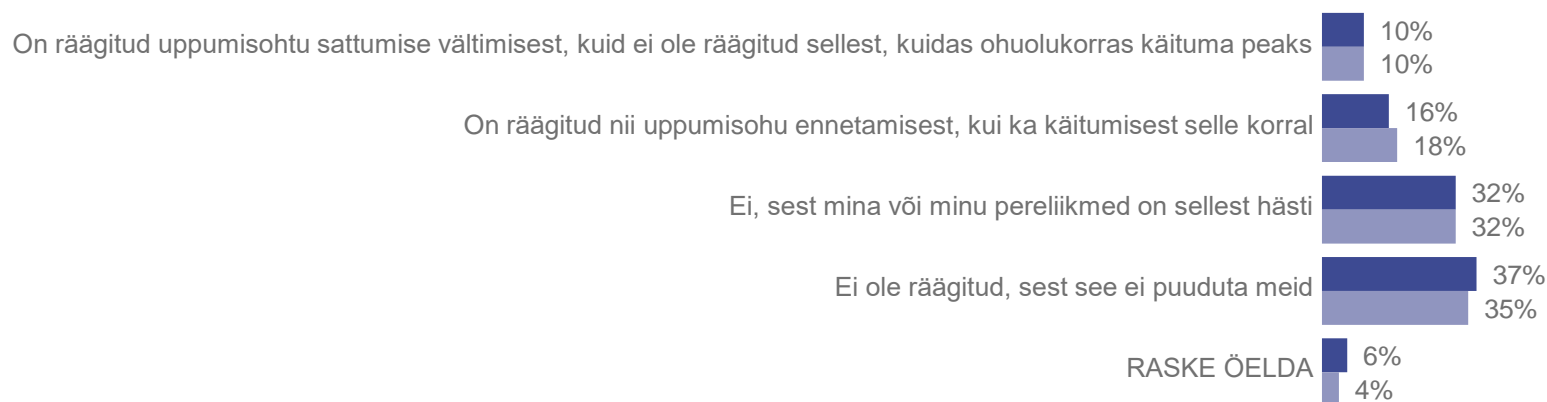 On räägitud uppumisohtu sattumise vältimisest, kuid ei ole räägitud sellest, kuidas ohuolukorras käituma peaks
10%
10%
On räägitud nii uppumisohu ennetamisest, kui ka käitumisest selle korral
16%
18%
Ei, sest mina või minu pereliikmed on sellest hästi
32%
32%
Ei ole räägitud, sest see ei puuduta meid
37%
35%
RASKE ÖELDA
6%
4%